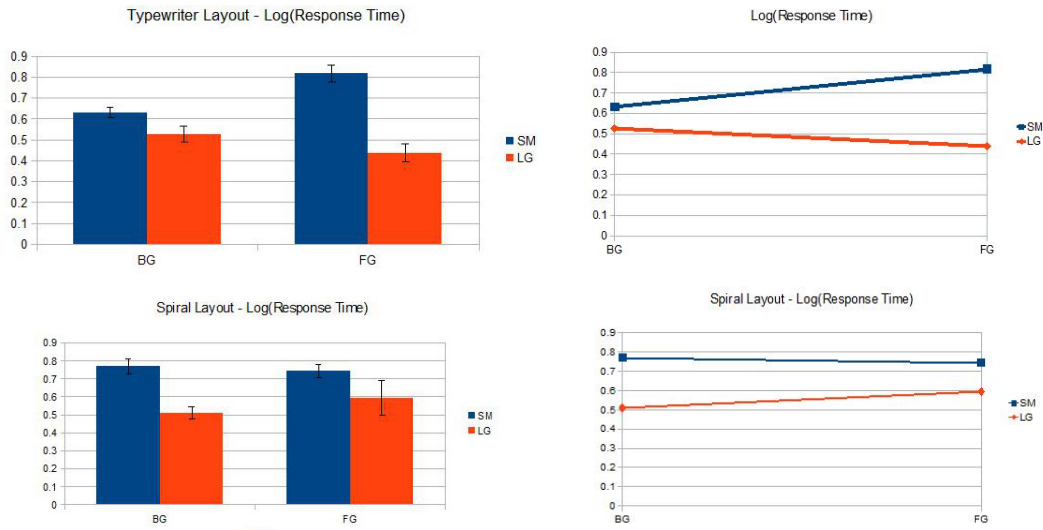 Typewriter Layout - Log(Response Time)
0.9
0.8
0.7
0.6
0.5
0.4
0.3
0.2
0.1
0
BG
FG
SM
LG
Log(Response Time)
0.9
0.8
0.7
0.6
0.5
0.4
0.3
0.2
0.1
0
BG
FG
SM
LG
Spiral Layout - Log(Response Time)
0.9
0.8
0.7
0.6
0.5
0.4
0.3
0.2
0.1
0
BG
FG
SM
LG
Spiral Layout - Log(Response Time)
0.9
0.8
0.7
0.6
0.5
0.4
0.3
0.2
0.1
0
BG
FG
SM
LG